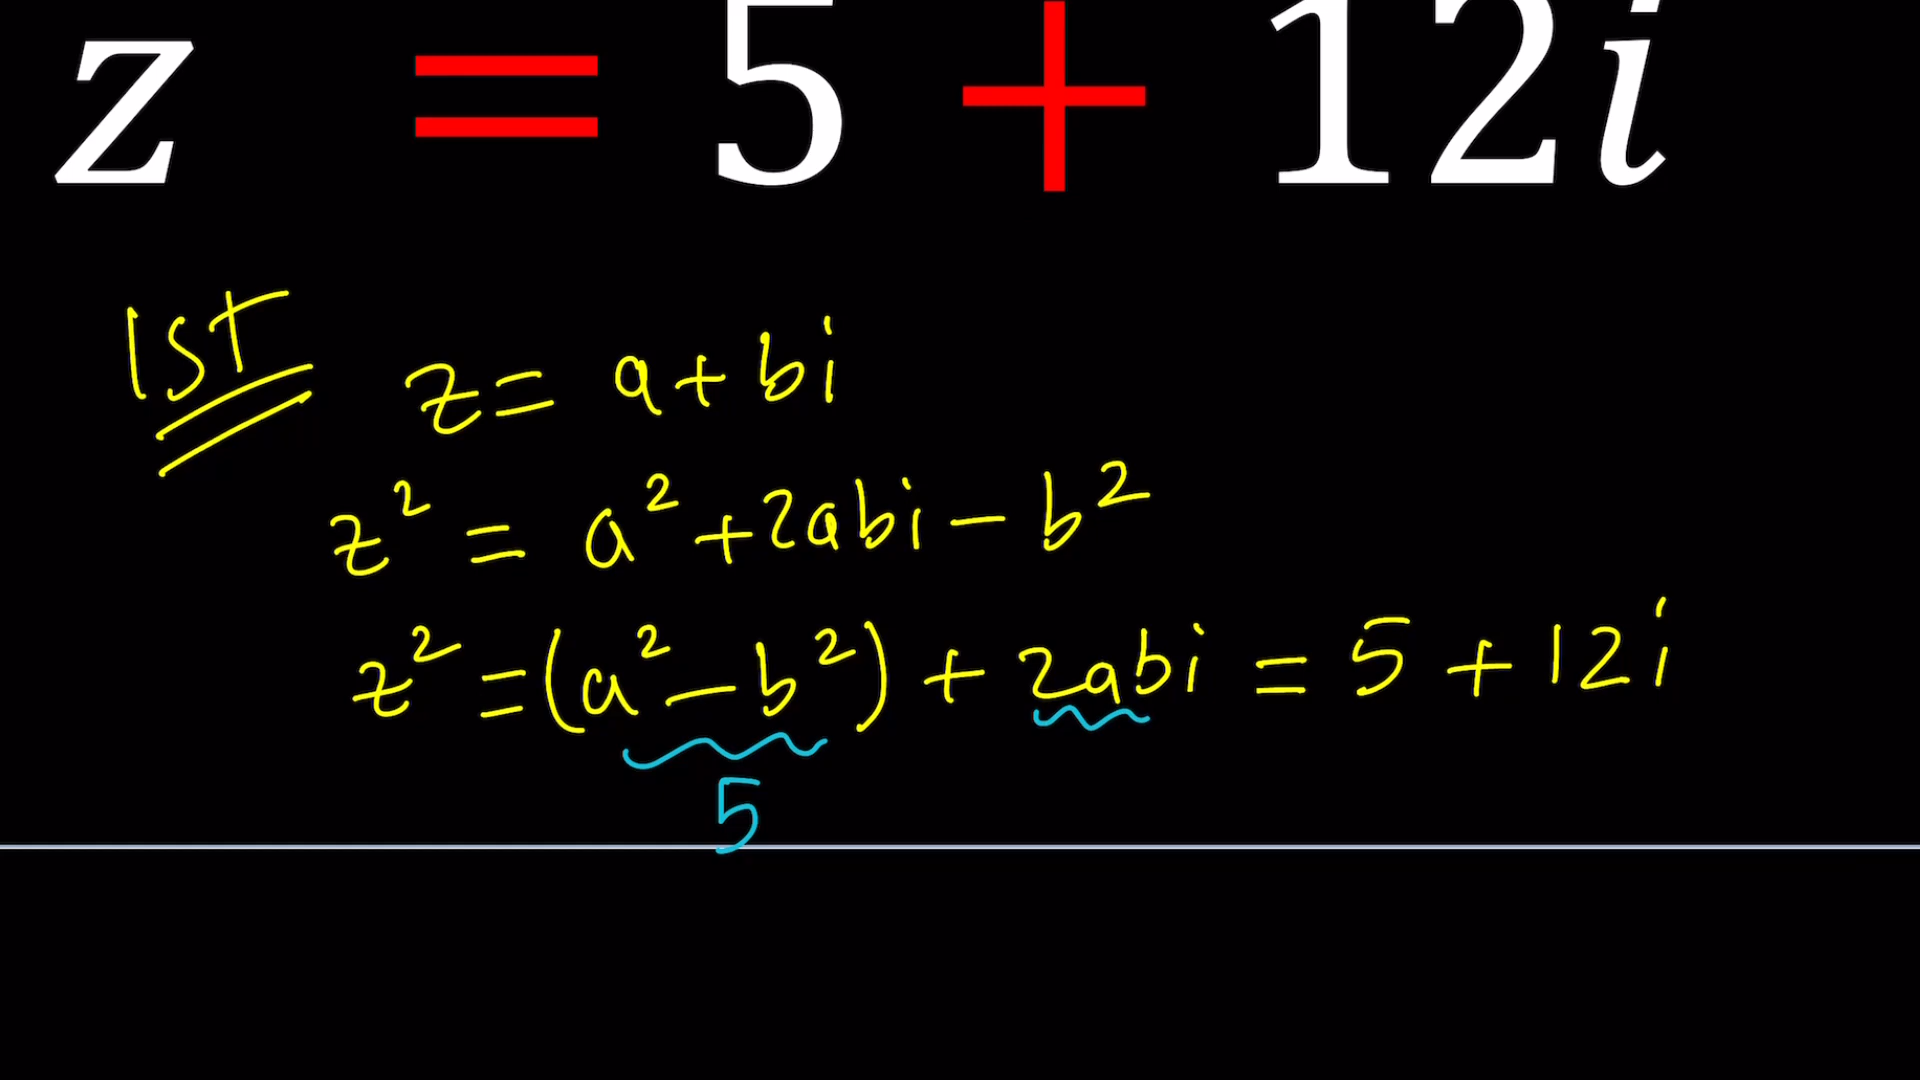 z = 5 + 12i
1st
z = a + bi
z² = a² + 2abi − b²
z² = (a² − b²) + 2abi = 5 + 12i
5